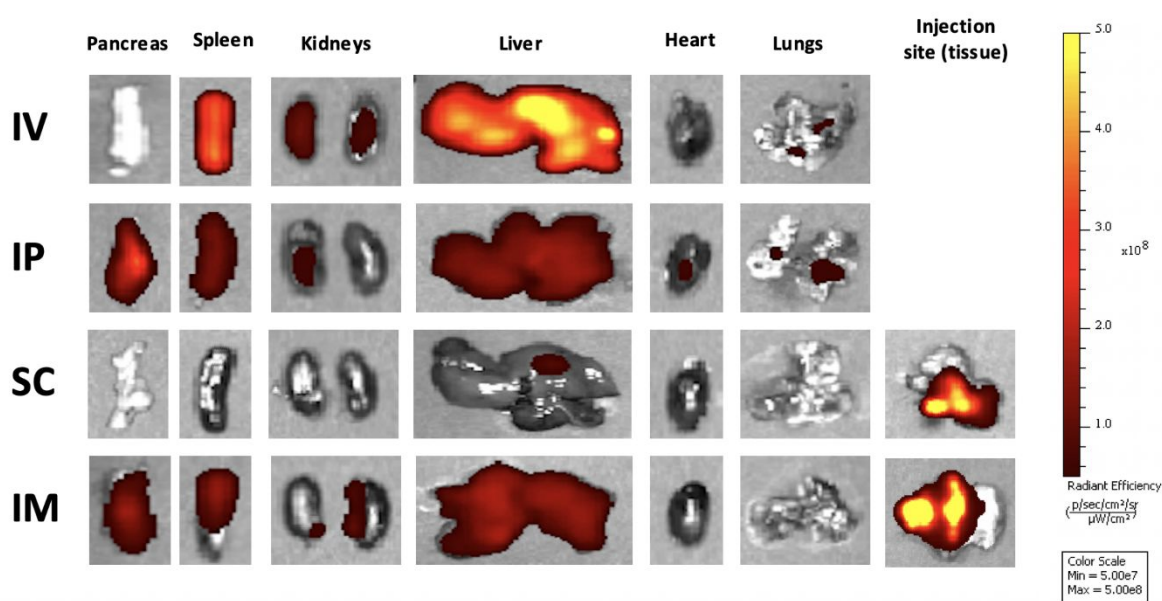 Pancreas Spleen Kidneys Liver Heart Lungs Injection
site (tissue)
IV
IP
SC
IM
5.0
4.0
3.0
x10⁸
2.0
1.0
Radiant Efficiency
(p/sec/cm²/sr
µW/cm²)
Color Scale
Min = 5.00e7
Max = 5.00e8